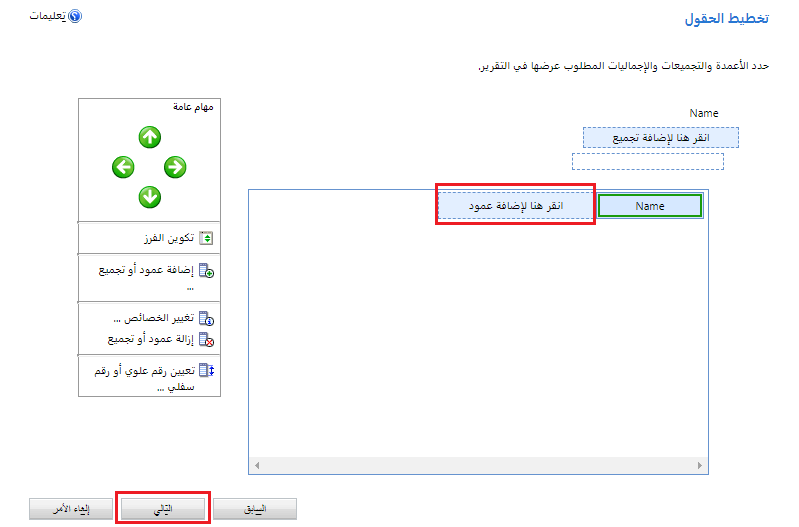 تخطيط الحقول
تعليمات
حدد الأعمدة والتجميعات والإجماليات المطلوب عرضها في التقرير.
Name
انقر هنا لإضافة تجميع
Name
انقر هنا لإضافة عمود
مهام عامة
تكوين الفرز
إضافة عمود أو تجميع
...
تغيير الخصائص ...
إزالة عمود أو تجميع
تعيين رقم علوي أو رقم
سفلي ...
السابق
التالي
إلغاء الأمر